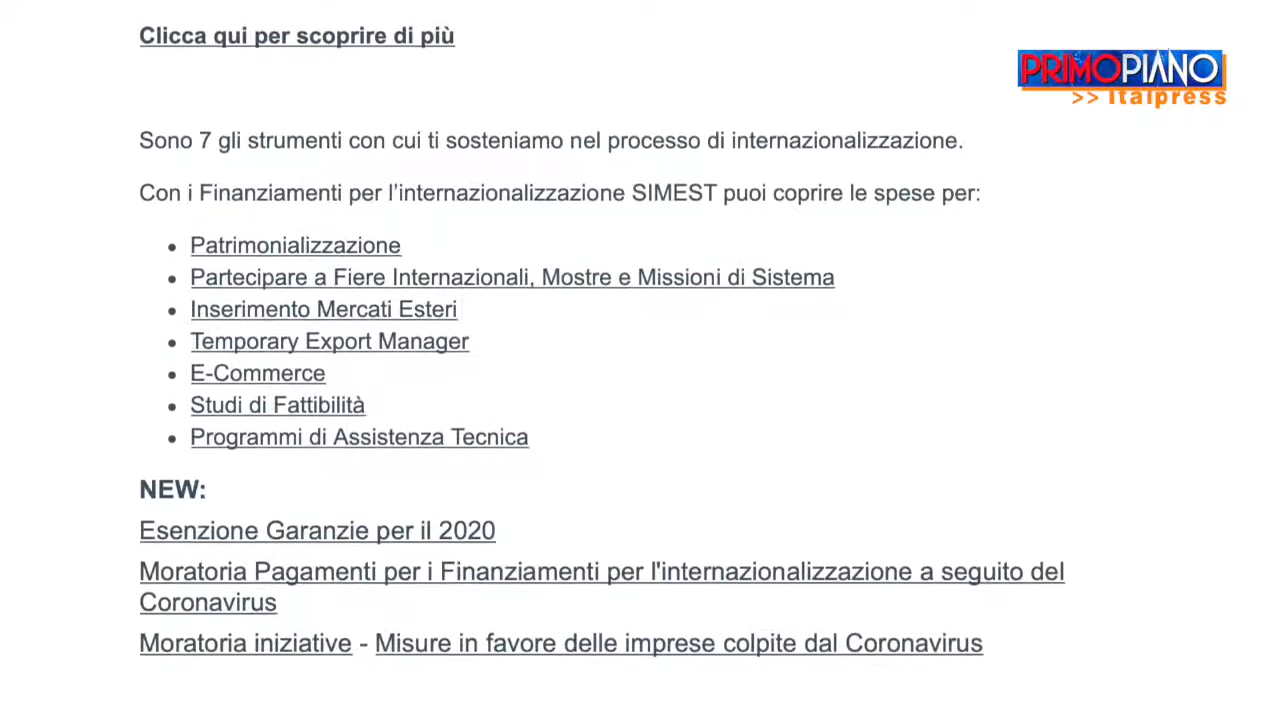 Clicca qui per scoprire di più
PRIMOPIANO
>> Italpress
Sono 7 gli strumenti con cui ti sosteniamo nel processo di internazionalizzazione.
Con i Finanziamenti per l’internazionalizzazione SIMEST puoi coprire le spese per:
• Patrimonializzazione
• Partecipare a Fiere Internazionali, Mostre e Missioni di Sistema
• Inserimento Mercati Esteri
• Temporary Export Manager
• E-Commerce
• Studi di Fattibilità
• Programmi di Assistenza Tecnica
NEW:
Esenzione Garanzie per il 2020
Moratoria Pagamenti per i Finanziamenti per l'internazionalizzazione a seguito del
Coronavirus
Moratoria iniziative - Misure in favore delle imprese colpite dal Coronavirus